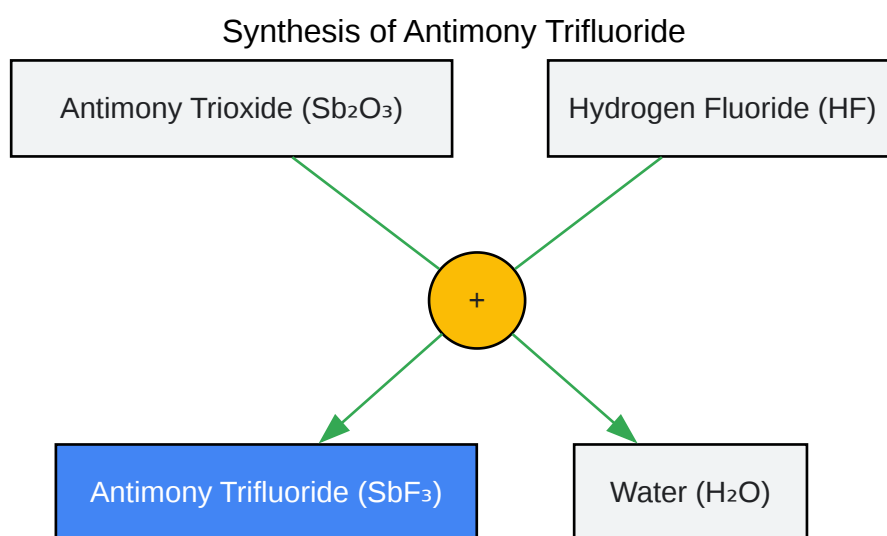 Synthesis of Antimony Trifluoride
Antimony Trioxide (Sb₂O₃)
Hydrogen Fluoride (HF)
+
Antimony Trifluoride (SbF₃)
Water (H₂O)